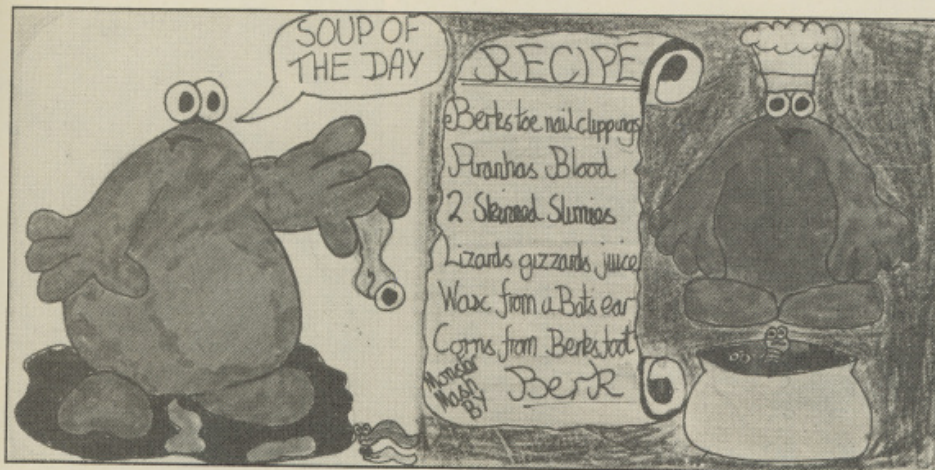 SOUP OF
THE DAY
RECIPE
Berks toe nail clippings
Piranhas Blood
2 Skinned Slimies
Lizards gizzards juice
Wax from a Bats ear
Corns from Berks foot
Monster
Mash
By
Berk